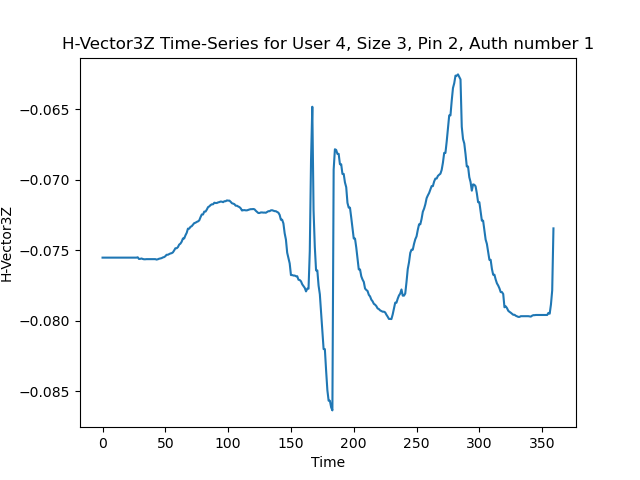 H-Vector3Z Time-Series for User 4, Size 3, Pin 2, Auth number 1
H-Vector3Z
−0.065
−0.070
−0.075
−0.080
−0.085
0 50 100 150 200 250 300 350
Time